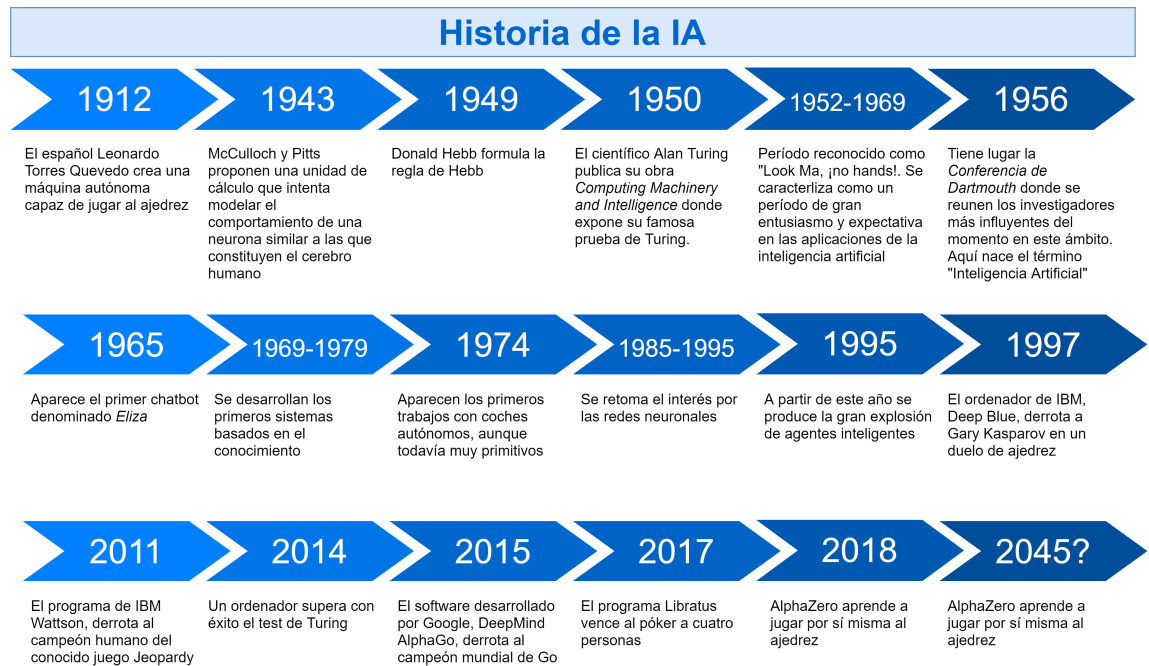 Historia de la IA
1912
1943
1949
1950
1952-1969
1956
El español Leonardo
Torres Quevedo crea una
máquina autónoma
capaz de jugar al ajedrez
McCulloch y Pitts
proponen una unidad de
cálculo que intenta
modelar el
comportamiento de una
neurona similar a las que
constituyen el cerebro
humano
Donald Hebb formula la
regla de Hebb
El científico Alan Turing
publica su obra
Computing Machinery
and Intelligence donde
expone su famosa
prueba de Turing.
Período reconocido como
"Look Ma, ¡no hands!. Se
caracteriza como un
período de gran
entusiasmo y expectativa
en las aplicaciones de la
inteligencia artificial
Tiene lugar la
Conferencia de
Dartmouth donde se
reunen los investigadores
más influyentes del
momento en este ámbito.
Aquí nace el término
"Inteligencia Artificial"
1965
1969-1979
1974
1985-1995
1995
1997
Aparece el primer chatbot
denominado Eliza
Se desarrollan los
primeros sistemas
basados en el
conocimiento
Aparecen los primeros
trabajos con coches
autónomos, aunque
todavía muy primitivos
Se retoma el interés por
las redes neuronales
A partir de este año se
produce la gran explosión
de agentes inteligentes
El ordenador de IBM,
Deep Blue, derrota a
Gary Kasparov en un
duelo de ajedrez
2011
2014
2015
2017
2018
2045?
El programa de IBM
Wattson, derrota al
campeón humano del
conocido juego Jeopardy
Un ordenador supera con
éxito el test de Turing
El software desarrollado
por Google, DeepMind
AlphaGo, derrota al
campeón mundial de Go
El programa Libratus
vence al póker a cuatro
personas
AlphaZero aprende a
jugar por sí misma al
ajedrez
AlphaZero aprende a
jugar por sí misma al
ajedrez